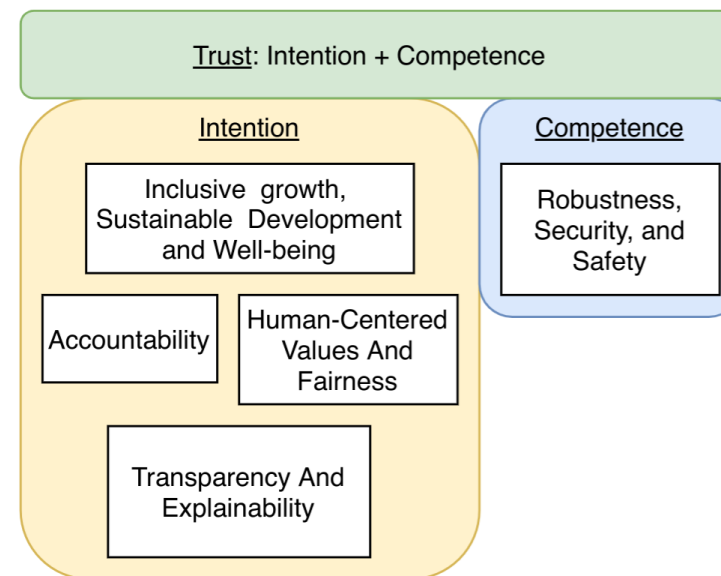 Trust: Intention + Competence
Intention
Inclusive growth,
Sustainable Development
and Well-being
Accountability
Human-Centered
Values And
Fairness
Transparency And
Explainability
Competence
Robustness,
Security, and
Safety